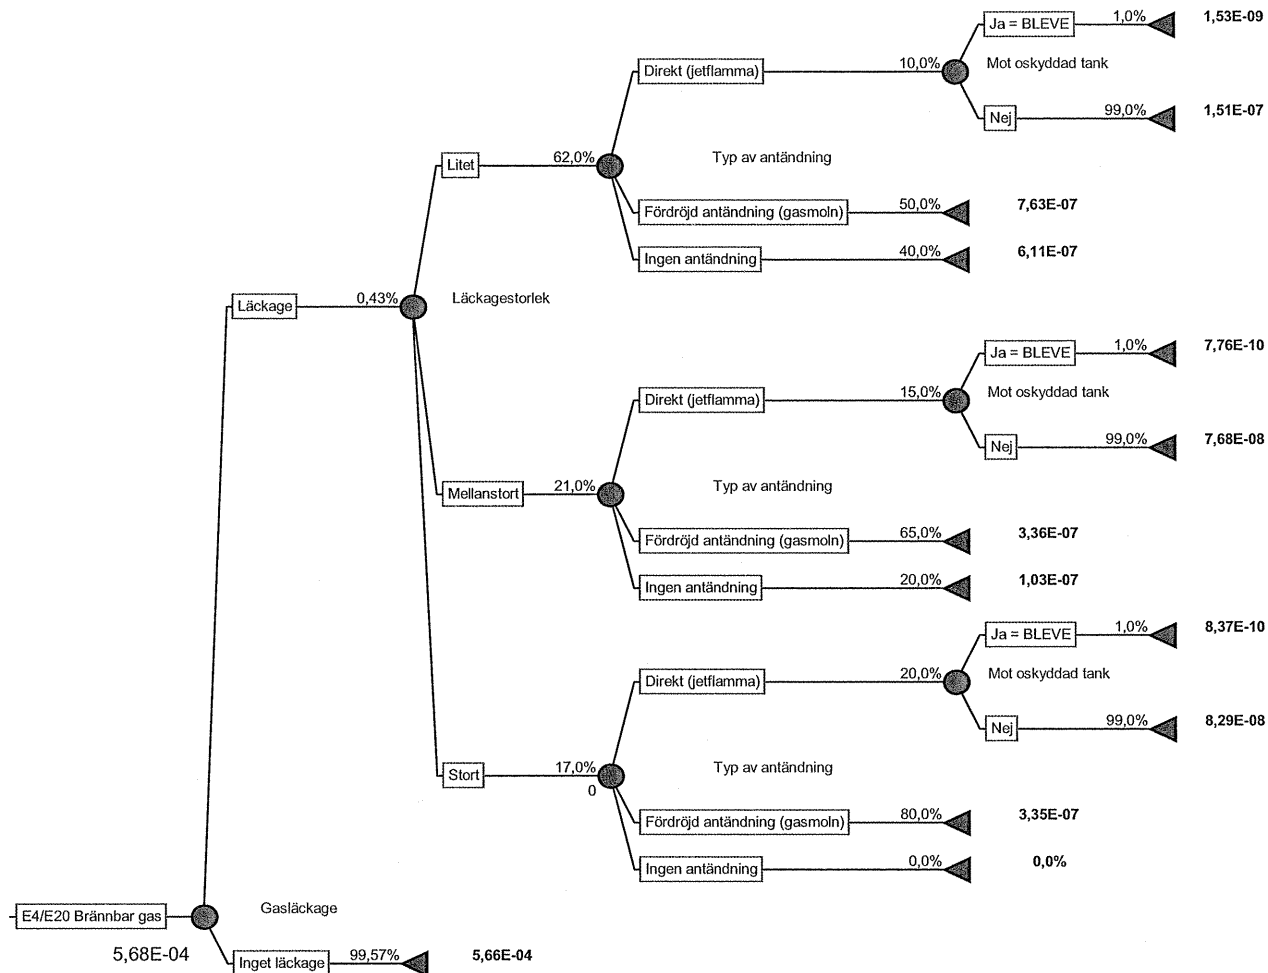 Ja = BLEVE 1,0% 1,53E-09
Direkt (jetflamma) 10,0% Mot oskyddad tank
Nej 99,0% 1,51E-07
Litet 62,0% Typ av antändning
Fördröjd antändning (gasmoln) 50,0% 7,63E-07
Ingen antändning 40,0% 6,11E-07
Läckage 0,43% Läckagestorlek
Ja = BLEVE 1,0% 7,76E-10
Direkt (jetflamma) 15,0% Mot oskyddad tank
Nej 99,0% 7,68E-08
Mellanstort 21,0% Typ av antändning
Fördröjd antändning (gasmoln) 65,0% 3,36E-07
Ingen antändning 20,0% 1,03E-07
Ja = BLEVE 1,0% 8,37E-10
Direkt (jetflamma) 20,0% Mot oskyddad tank
Nej 99,0% 8,29E-08
Stort 17,0% Typ av antändning
0
Fördröjd antändning (gasmoln) 80,0% 3,35E-07
Ingen antändning 0,0% 0,0%
E4/E20 Brännbar gas Gasläckage
5,68E-04
Inget läckage 99,57% 5,66E-04